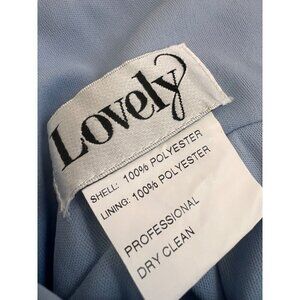 Lovely
SHELL: 100% POLYESTER
LINING: 100% POLYESTER
PROFESSIONAL
DRY CLEAN